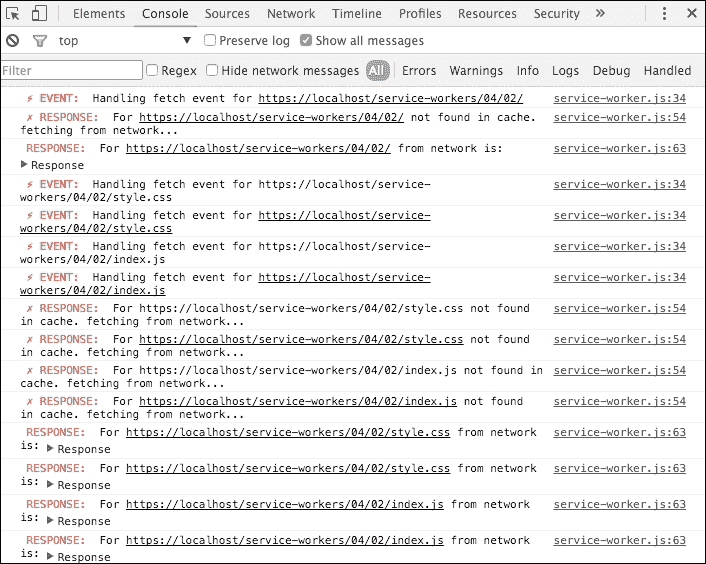 Elements Console Sources Network Timeline Profiles Resources Security »
top ▼ Preserve log Show all messages
Filter Regex Hide network messages All Errors Warnings Info Logs Debug Handled
⚡ EVENT: Handling fetch event for https://localhost/service-workers/04/02/ service-worker.js:34
✗ RESPONSE: For https://localhost/service-workers/04/02/ not found in cache. service-worker.js:54
fetching from network...
RESPONSE: For https://localhost/service-workers/04/02/ from network is: service-worker.js:63
▶ Response
⚡ EVENT: Handling fetch event for https://localhost/service- service-worker.js:34
workers/04/02/style.css
⚡ EVENT: Handling fetch event for https://localhost/service- service-worker.js:34
workers/04/02/style.css
⚡ EVENT: Handling fetch event for https://localhost/service- service-worker.js:34
workers/04/02/index.js
⚡ EVENT: Handling fetch event for https://localhost/service- service-worker.js:34
workers/04/02/index.js
✗ RESPONSE: For https://localhost/service-workers/04/02/style.css not found service-worker.js:54
in cache. fetching from network...
✗ RESPONSE: For https://localhost/service-workers/04/02/style.css not found service-worker.js:54
in cache. fetching from network...
✗ RESPONSE: For https://localhost/service-workers/04/02/index.js not found in service-worker.js:54
cache. fetching from network...
✗ RESPONSE: For https://localhost/service-workers/04/02/index.js not found service-worker.js:54
in cache. fetching from network...
RESPONSE: For https://localhost/service-workers/04/02/style.css from network service-worker.js:63
is: ▶ Response
RESPONSE: For https://localhost/service-workers/04/02/style.css from network service-worker.js:63
is: ▶ Response
RESPONSE: For https://localhost/service-workers/04/02/index.js from network service-worker.js:63
is: ▶ Response
RESPONSE: For https://localhost/service-workers/04/02/index.js from network service-worker.js:63
is: ▶ Response